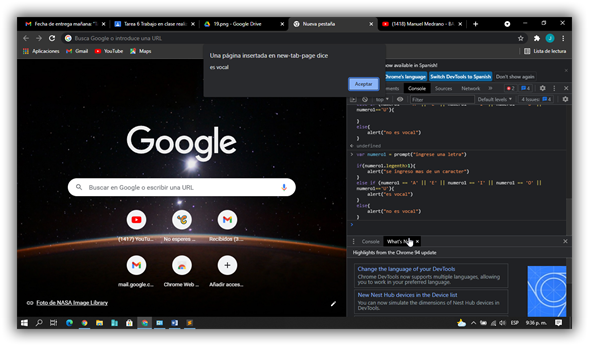 Fecha de entrega mañana: "
Tarea 6 Trabajo en clase realiz
19.png - Google Drive
Nueva pestaña
(1418) Manuel Medrano - BA
Busca Google o introduce una URL
Aplicaciones
Gmail
YouTube
Maps
Lista de lectura
Una página insertada en new-tab-page dice
es vocal
Aceptar
now available in Spanish!
Chrome's language
Switch DevTools to Spanish
Don't show again
ements
Console
Sources
Network
2
4
top
Filter
Default levels
4 Issues:
4
numero1=="U"){
}
else{
alert("no es vocal")
}
undefined
var numero1 = prompt("Ingrese una letra")
if(numero1.legenth>1){
alert("se ingreso mas de un caracter")
}
else if (numero1 == 'A' || 'E' || numero1 == 'I' || numero1 == "O" ||
numero1=="U"){
alert("es vocal")
}
else{
alert("no es vocal")
}
Google
Buscar en Google o escribir una URL
(1417) YouTu...
No esperes ...
Recibidos (3...
mail.google.c...
Chrome Web ...
Añadir acces...
Foto de NASA Image Library
Console
What's N
Highlights from the Chrome 94 update
Change the language of your DevTools
Chrome DevTools now supports multiple languages, allowing
you to work in your preferred language.
New Nest Hub devices in the Device list
You can now simulate the dimensions of Nest Hub devices in
DevTools.
ESP
9:36 p. m.